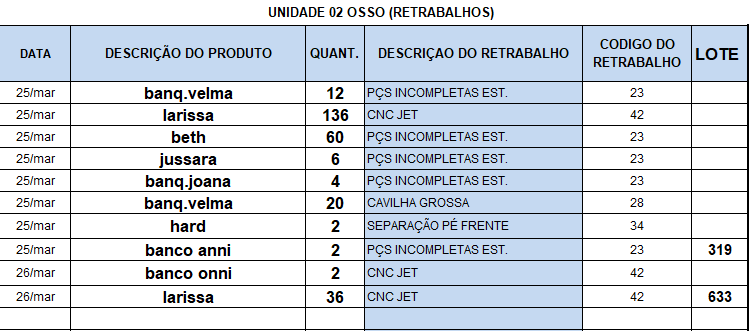 UNIDADE 02 OSSO (RETRABALHOS)
DATA DESCRIÇÃO DO PRODUTO QUANT. DESCRIÇAO DO RETRABALHO CODIGO DO RETRABALHO LOTE
25/mar banq.velma 12 PÇS INCOMPLETAS EST. 23
25/mar larissa 136 CNC JET 42
25/mar beth 60 PÇS INCOMPLETAS EST. 23
25/mar jussara 6 PÇS INCOMPLETAS EST. 23
25/mar banq.joana 4 PÇS INCOMPLETAS EST. 23
25/mar banq.velma 20 CAVILHA GROSSA 28
25/mar hard 2 SEPARAÇÃO PÉ FRENTE 34
25/mar banco anni 2 PÇS INCOMPLETAS EST. 23 319
26/mar banco onni 2 CNC JET 42
26/mar larissa 36 CNC JET 42 633